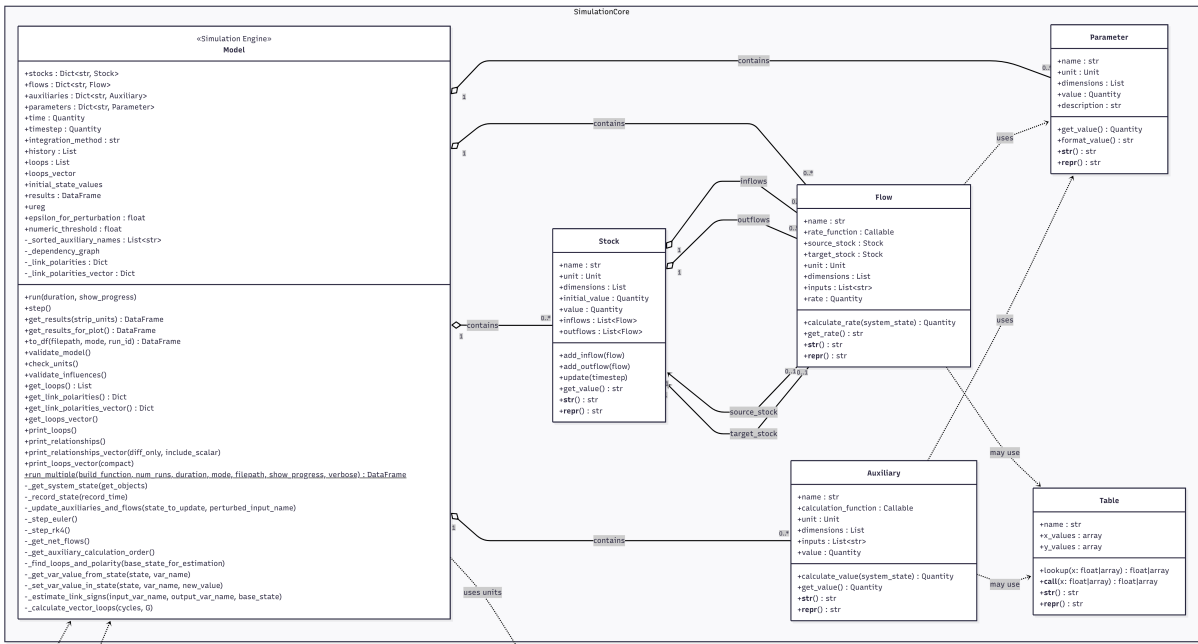 SimulationCore
«Simulation Engine»
Model
+stocks : Dict<str, Stock>
+flows : Dict<str, Flow>
+auxiliaries : Dict<str, Auxiliary>
+parameters : Dict<str, Parameter>
+time : Quantity
+timestep : Quantity
+integration_method : str
+history : List
+loops : List
+loops_vector
+initial_state_values
+results : DataFrame
+ureg
+epsilon_for_perturbation : float
+numeric_threshold : float
-_sorted_auxiliary_names : List<str>
-_dependency_graph
-_link_polarities : Dict
-_link_polarities_vector : Dict
+run(duration, show_progress)
+step()
+get_results(strip_units) : DataFrame
+get_results_for_plot() : DataFrame
+to_df(filepath, mode, run_id) : DataFrame
+validate_model()
+check_units()
+validate_influences()
+get_loops() : List
+get_link_polarities() : Dict
+get_link_polarities_vector() : Dict
+get_loops_vector()
+print_loops()
+print_relationships()
+print_relationships_vector(diff_only, include_scalar)
+print_loops_vector(compact)
+run_multiple(build_function, num_runs, duration, mode, filepath, show_progress, verbose) : DataFrame
-_get_system_state(get_objects)
-_record_state(record_time)
-_update_auxiliaries_and_flows(state_to_update, perturbed_input_name)
-_step_euler()
-_step_rk4()
-_get_net_flows()
-_get_auxiliary_calculation_order()
-_find_loops_and_polarity(base_state_for_estimation)
-_get_var_value_from_state(state, var_name)
-_set_var_value_in_state(state, var_name, new_value)
-_estimate_link_signs(input_var_name, output_var_name, base_state)
-_calculate_vector_loops(cycles, G)
1
contains
1
contains
0..*
1
contains
0..*
1
contains
0..*
uses units
Stock
+name : str
+unit : Unit
+dimensions : List
+initial_value : Quantity
+value : Quantity
+inflows : List<Flow>
+outflows : List<Flow>
+add_inflow(flow)
+add_outflow(flow)
+update(timestep)
+get_value() : str
+str() : str
+repr() : str
1
inflows
1
outflows
source_stock
target_stock
Flow
+name : str
+rate_function : Callable
+source_stock : Stock
+target_stock : Stock
+unit : Unit
+dimensions : List
+inputs : List<str>
+rate : Quantity
+calculate_rate(system_state) : Quantity
+get_rate() : str
+str() : str
+repr() : str
Auxiliary
+name : str
+calculation_function : Callable
+unit : Unit
+dimensions : List
+inputs : List<str>
+value : Quantity
+calculate_value(system_state) : Quantity
+get_value() : Quantity
+str() : str
+repr() : str
uses
uses
may use
may use
Parameter
+name : str
+unit : Unit
+dimensions : List
+value : Quantity
+description : str
+get_value() : Quantity
+format_value() : str
+str() : str
+repr() : str
Table
+name : str
+x_values : array
+y_values : array
+lookup(x: float|array) : float|array
+call(x: float|array) : float|array
+str() : str
+repr() : str